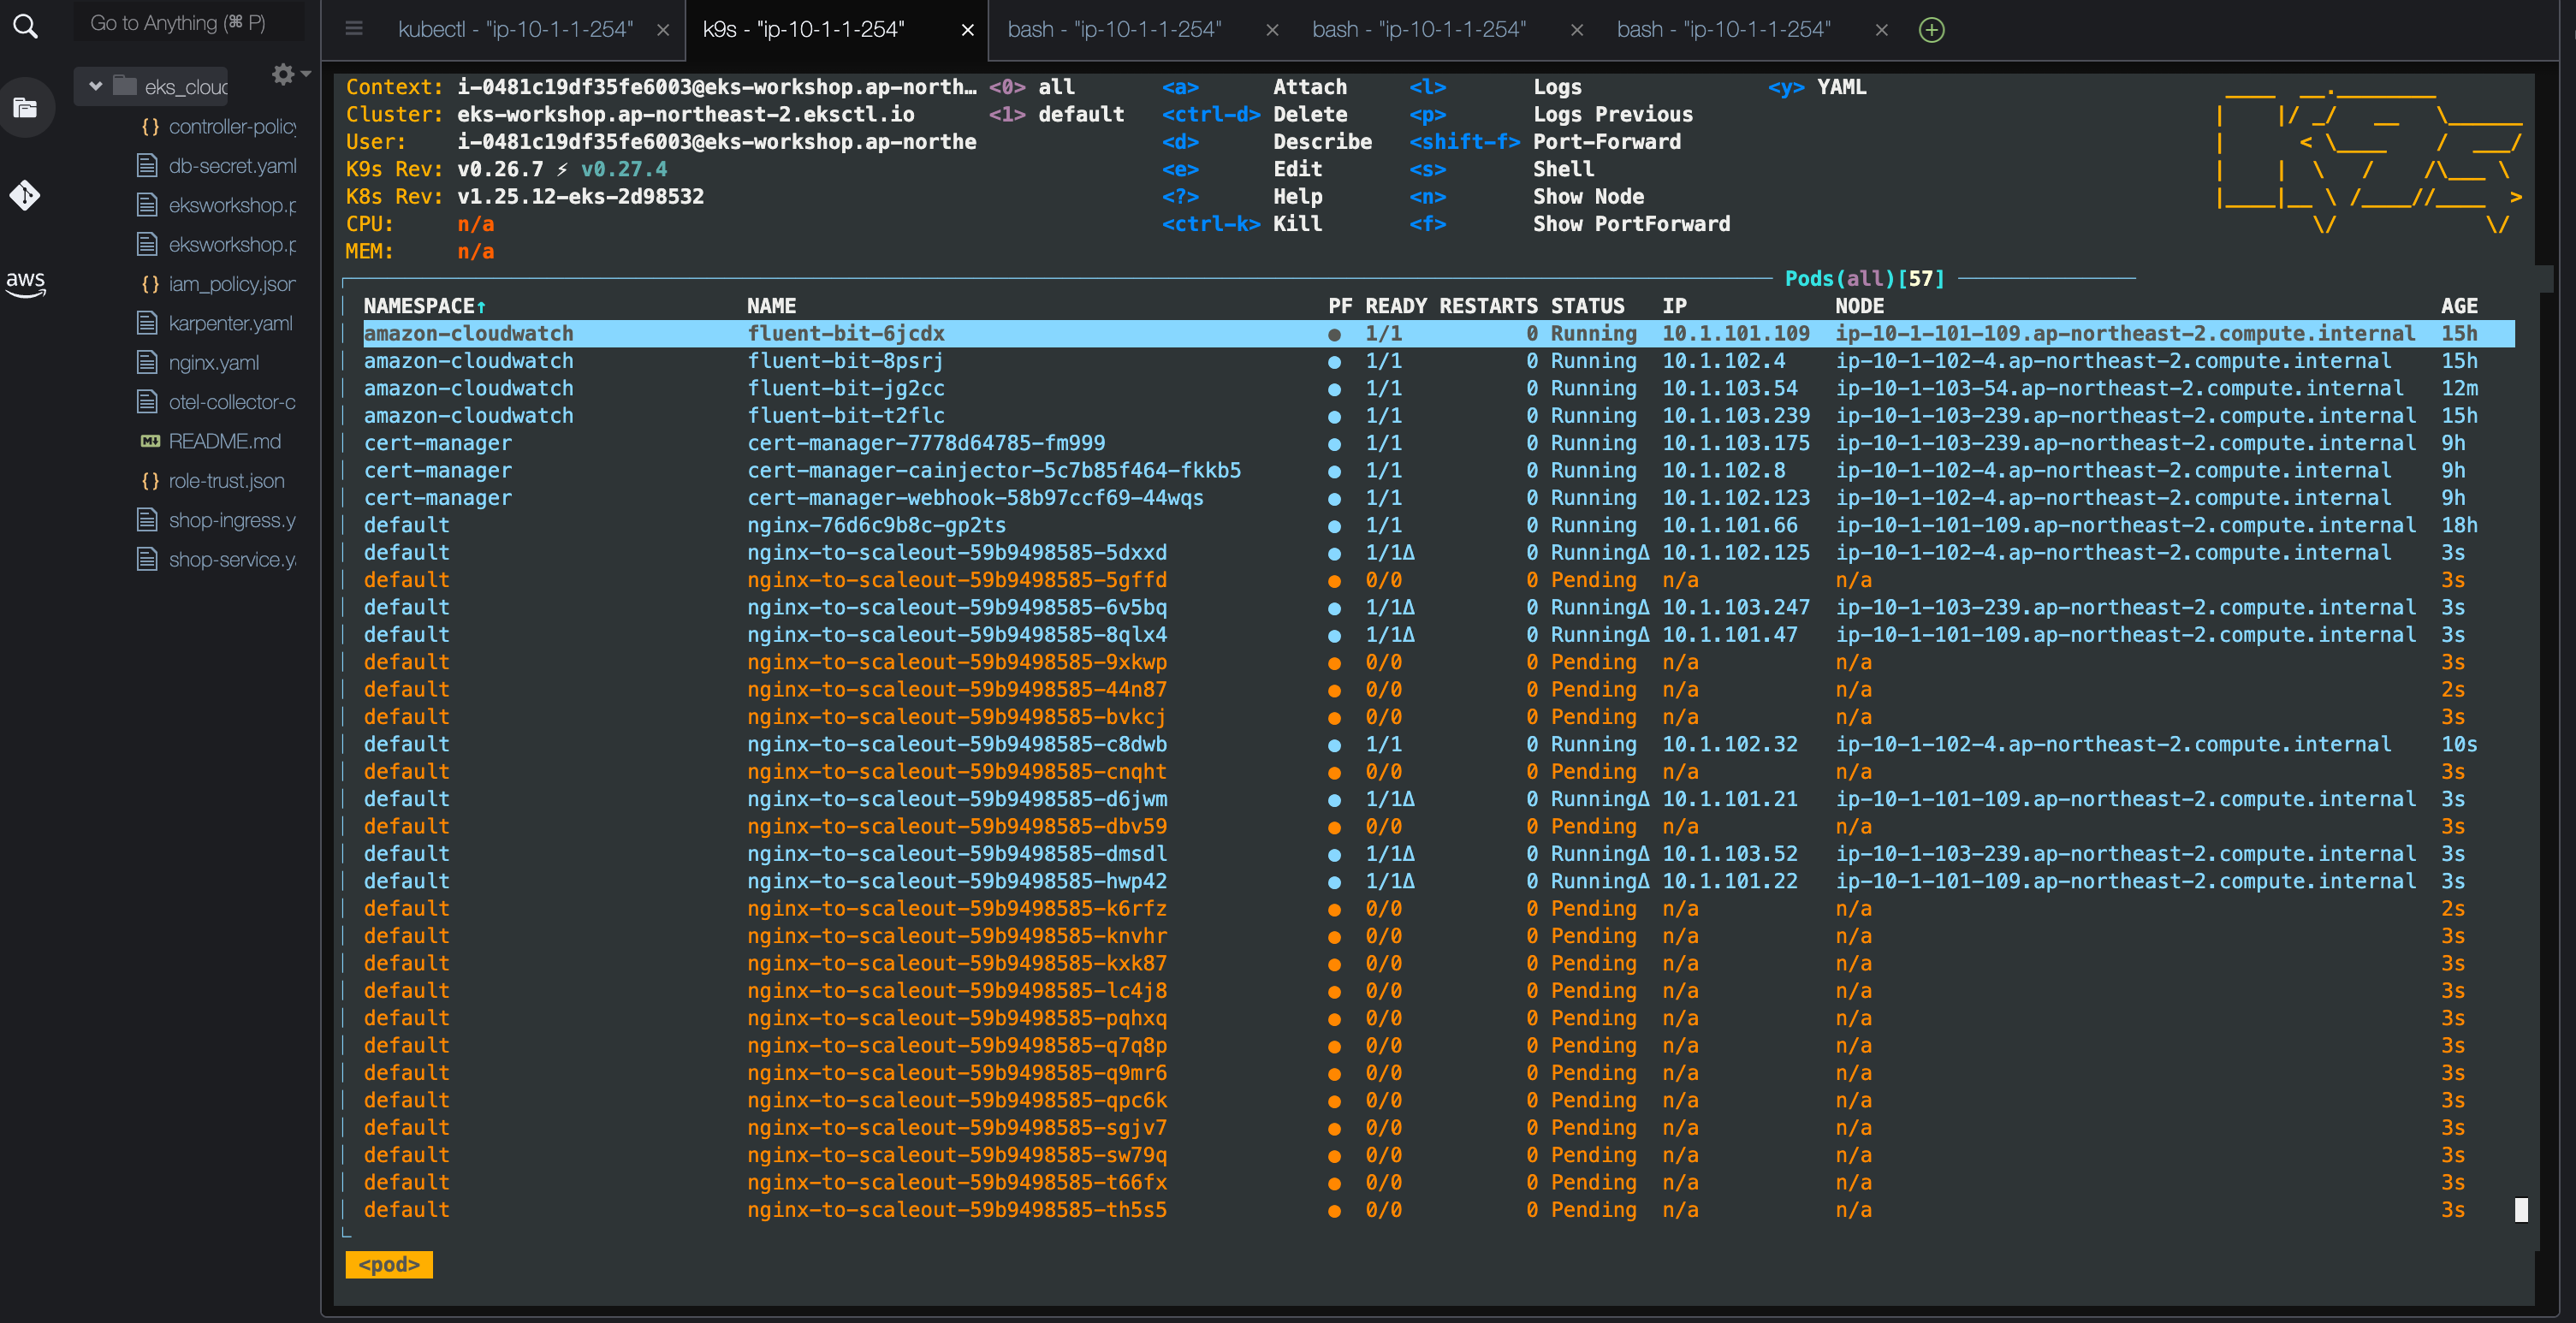 Go to Anything (⌘ P)
kubectl - "ip-10-1-1-254" × k9s - "ip-10-1-1-254" × bash - "ip-10-1-1-254" × bash - "ip-10-1-1-254" × bash - "ip-10-1-1-254" ×
eks_clou
controller-policy
db-secret.yaml
eksworkshop.p
eksworkshop.p
iam_policy.json
karpenter.yaml
nginx.yaml
otel-collector-c
README.md
role-trust.json
shop-ingress.y
shop-service.ya
aws
Context: i-0481c19df35fe6003@eks-workshop.ap-north… <0> all <a> Attach <l> Logs <y> YAML
Cluster: eks-workshop.ap-northeast-2.eksctl.io <1> default <ctrl-d> Delete <p> Logs Previous
User: i-0481c19df35fe6003@eks-workshop.ap-northe <d> Describe <shift-f> Port-Forward
K9s Rev: v0.26.7 ⚡ v0.27.4 <e> Edit <s> Shell
K8s Rev: v1.25.12-eks-2d98532 <?> Help <n> Show Node
CPU: n/a <ctrl-k> Kill <f> Show PortForward
MEM: n/a
Pods(all)[57]
NAMESPACE↑ NAME PF READY RESTARTS STATUS IP NODE AGE
amazon-cloudwatch fluent-bit-6jcdx ● 1/1 0 Running 10.1.101.109 ip-10-1-101-109.ap-northeast-2.compute.internal 15h
amazon-cloudwatch fluent-bit-8psrj ● 1/1 0 Running 10.1.102.4 ip-10-1-102-4.ap-northeast-2.compute.internal 15h
amazon-cloudwatch fluent-bit-jg2cc ● 1/1 0 Running 10.1.103.54 ip-10-1-103-54.ap-northeast-2.compute.internal 12m
amazon-cloudwatch fluent-bit-t2flc ● 1/1 0 Running 10.1.103.239 ip-10-1-103-239.ap-northeast-2.compute.internal 15h
cert-manager cert-manager-7778d64785-fm999 ● 1/1 0 Running 10.1.103.175 ip-10-1-103-239.ap-northeast-2.compute.internal 9h
cert-manager cert-manager-cainjector-5c7b85f464-fkkb5 ● 1/1 0 Running 10.1.102.8 ip-10-1-102-4.ap-northeast-2.compute.internal 9h
cert-manager cert-manager-webhook-58b97ccf69-44wqs ● 1/1 0 Running 10.1.102.123 ip-10-1-102-4.ap-northeast-2.compute.internal 9h
default nginx-76d6c9b8c-gp2ts ● 1/1 0 Running 10.1.101.66 ip-10-1-101-109.ap-northeast-2.compute.internal 18h
default nginx-to-scaleout-59b9498585-5dxxd ● 1/1Δ 0 RunningΔ 10.1.102.125 ip-10-1-102-4.ap-northeast-2.compute.internal 3s
default nginx-to-scaleout-59b9498585-5gffd ● 0/0 0 Pending n/a n/a 3s
default nginx-to-scaleout-59b9498585-6v5bq ● 1/1Δ 0 RunningΔ 10.1.103.247 ip-10-1-103-239.ap-northeast-2.compute.internal 3s
default nginx-to-scaleout-59b9498585-8qlx4 ● 1/1Δ 0 RunningΔ 10.1.101.47 ip-10-1-101-109.ap-northeast-2.compute.internal 3s
default nginx-to-scaleout-59b9498585-9xkwp ● 0/0 0 Pending n/a n/a 3s
default nginx-to-scaleout-59b9498585-44n87 ● 0/0 0 Pending n/a n/a 2s
default nginx-to-scaleout-59b9498585-bvkcj ● 0/0 0 Pending n/a n/a 3s
default nginx-to-scaleout-59b9498585-c8dwb ● 1/1 0 Running 10.1.102.32 ip-10-1-102-4.ap-northeast-2.compute.internal 10s
default nginx-to-scaleout-59b9498585-cnqht ● 0/0 0 Pending n/a n/a 3s
default nginx-to-scaleout-59b9498585-d6jwm ● 1/1Δ 0 RunningΔ 10.1.101.21 ip-10-1-101-109.ap-northeast-2.compute.internal 3s
default nginx-to-scaleout-59b9498585-dbv59 ● 0/0 0 Pending n/a n/a 3s
default nginx-to-scaleout-59b9498585-dmsdl ● 1/1Δ 0 RunningΔ 10.1.103.52 ip-10-1-103-239.ap-northeast-2.compute.internal 3s
default nginx-to-scaleout-59b9498585-hwp42 ● 1/1Δ 0 RunningΔ 10.1.101.22 ip-10-1-101-109.ap-northeast-2.compute.internal 3s
default nginx-to-scaleout-59b9498585-k6rfz ● 0/0 0 Pending n/a n/a 2s
default nginx-to-scaleout-59b9498585-knvhr ● 0/0 0 Pending n/a n/a 3s
default nginx-to-scaleout-59b9498585-kxk87 ● 0/0 0 Pending n/a n/a 3s
default nginx-to-scaleout-59b9498585-lc4j8 ● 0/0 0 Pending n/a n/a 3s
default nginx-to-scaleout-59b9498585-pqhxq ● 0/0 0 Pending n/a n/a 3s
default nginx-to-scaleout-59b9498585-q7q8p ● 0/0 0 Pending n/a n/a 3s
default nginx-to-scaleout-59b9498585-q9mr6 ● 0/0 0 Pending n/a n/a 3s
default nginx-to-scaleout-59b9498585-qpc6k ● 0/0 0 Pending n/a n/a 3s
default nginx-to-scaleout-59b9498585-sgjv7 ● 0/0 0 Pending n/a n/a 3s
default nginx-to-scaleout-59b9498585-sw79q ● 0/0 0 Pending n/a n/a 3s
default nginx-to-scaleout-59b9498585-t66fx ● 0/0 0 Pending n/a n/a 3s
default nginx-to-scaleout-59b9498585-th5s5 ● 0/0 0 Pending n/a n/a 3s
<pod>